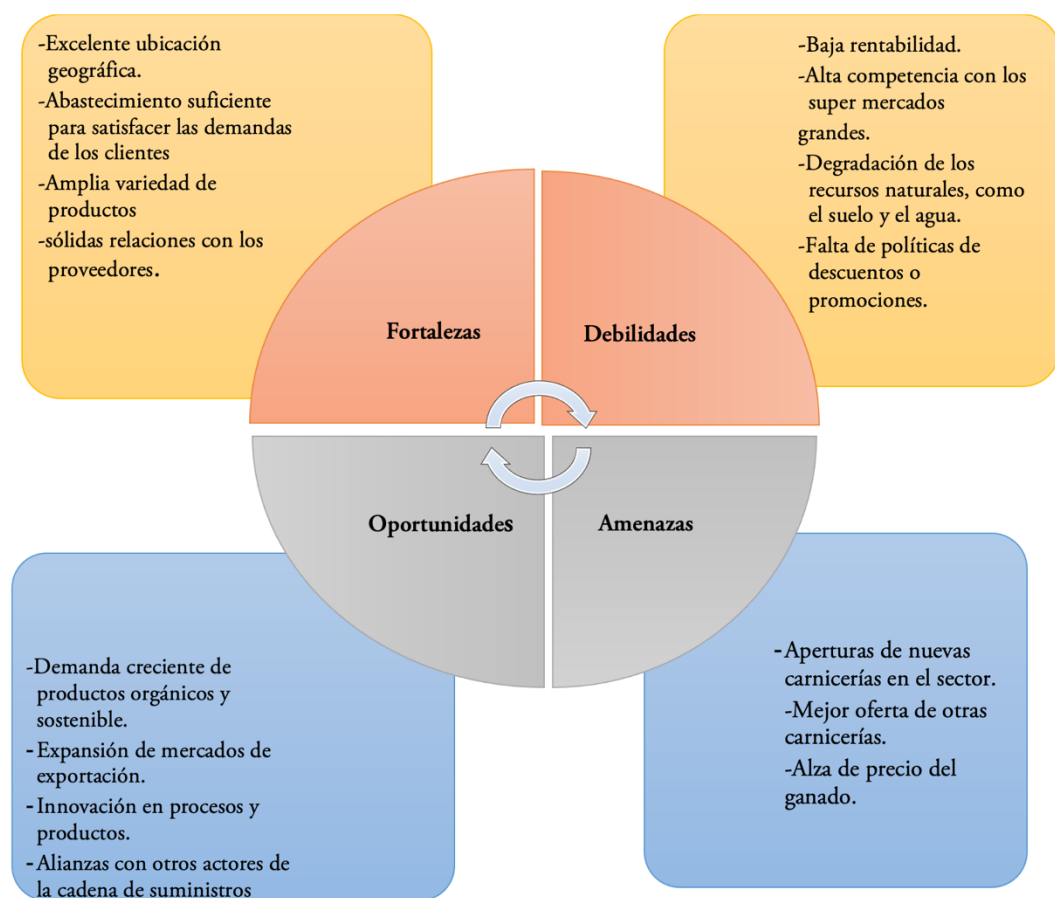 -Excelente ubicación
geográfica.
-Abastecimiento suficiente
para satisfacer las demandas
de los clientes
-Amplia variedad de
productos
-sólidas relaciones con los
proveedores.
-Baja rentabilidad.
-Alta competencia con los
super mercados
grandes.
-Degradación de los
recursos naturales, como
el suelo y el agua.
-Falta de políticas de
descuentos o
promociones.
Fortalezas
Debilidades
Oportunidades
Amenazas
-Demanda creciente de
productos orgánicos y
sostenible.
-Expansión de mercados de
exportación.
-Innovación en procesos y
productos.
-Alianzas con otros actores de
la cadena de suministros
-Aperturas de nuevas
carnicerías en el sector.
-Mejor oferta de otras
carnicerías.
-Alza de precio del
ganado.